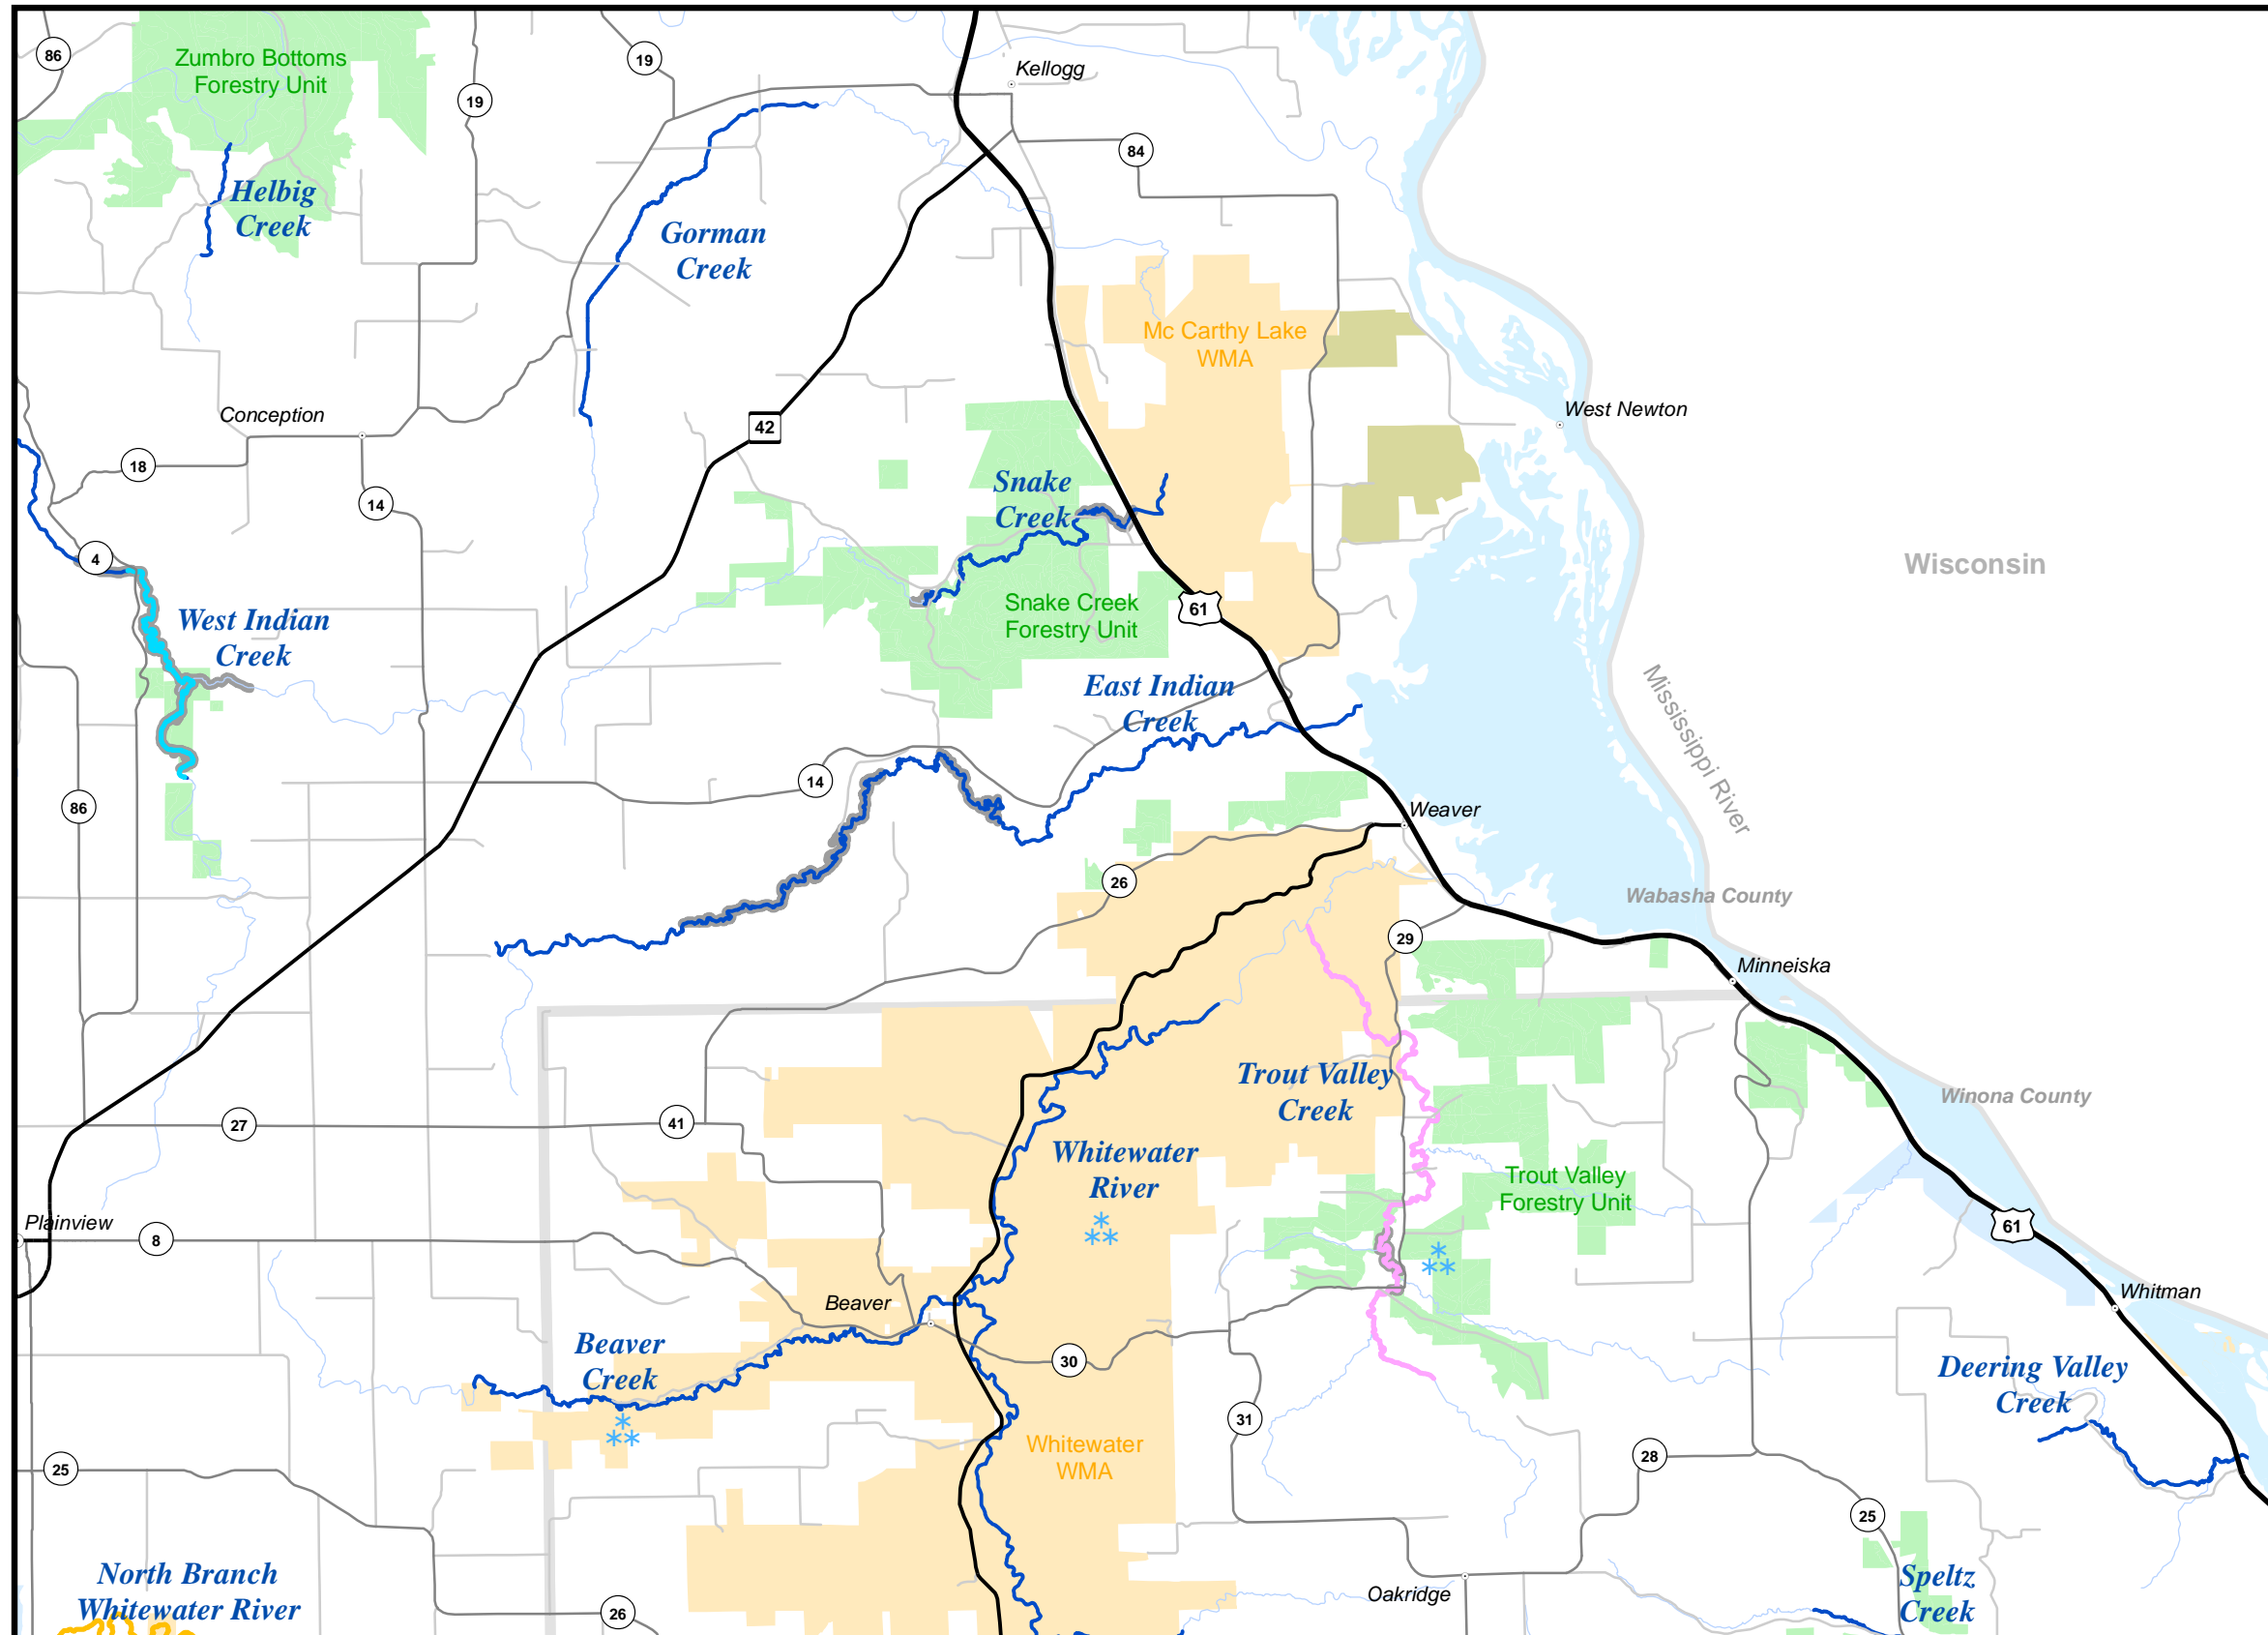 86
Zumbro Bottoms
Forestry Unit
19
19
Kellogg
84
Helbig
Creek
Gorman
Creek
Mc Carthy Lake
WMA
Conception
42
West Newton
18
14
Snake
Creek
4
Wisconsin
West Indian
Creek
Snake Creek
Forestry Unit
61
East Indian
Creek
Mississippi River
14
86
Weaver
26
Wabasha County
29
Minneiska
Trout Valley
Creek
Winona County
27
41
Whitewater
River
Trout Valley
Forestry Unit
Plainview
8
61
Beaver
Whitman
Beaver
Creek
30
Deering Valley
Creek
31
Whitewater
WMA
28
25
25
North Branch
Whitewater River
Oakridge
Speltz
Creek
26